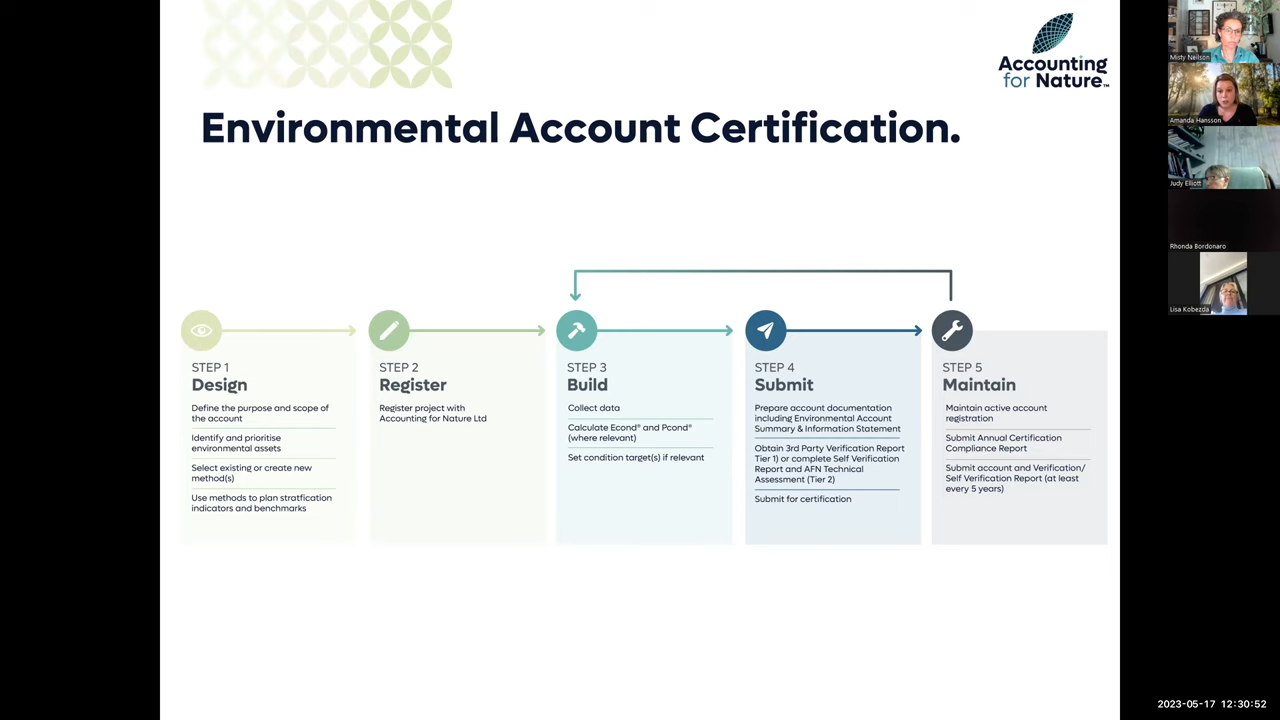 Accounting
for Nature™
Environmental Account Certification.
STEP 1
Design
Define the purpose and scope of
the account
Identify and prioritise
environmental assets
Select existing or create new
method(s)
Use methods to plan stratfication
indicators and benchmarks
STEP 2
Register
Register project with
Accounting for Nature Ltd
STEP 3
Build
Collect data
Calculate Econd® and Pcond®
(where relevant)
Set condition target(s) if relevant
STEP 4
Submit
Prepare account documentation
including Environmental Account
Summary & Information Statement
Obtain 3rd Party Verification Report
Tier 1) or complete Self Verification
Report and AFN Technical
Assessment (Tier 2)
Submit for certification
STEP 5
Maintain
Maintain active account
registration
Submit Annual Certification
Compliance Report
Submit account and Verification/
Self Verification Report (at least
every 5 years)
Misty Neilson
Amanda Hansson
Judy Elliott
Rhonda Bordonaro
Lisa Kobezda
2023-05-17 12:30:52